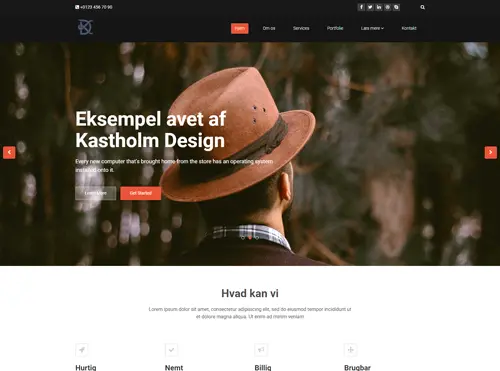 +0123 456 70 90
Hjem Om os Services Portfolio Læs mere Kontakt
Eksempel avet af
Kastholm Design
Every new computer that's brought home from the store has an operating system
installed onto it.
Learn More Get Started
Hvad kan vi
Lorem ipsum dolor sit amet, consectetur adipisicing elit, sed do eiusmod tempor incididunt ut
et dolore magna aliqua. Ut enim ad minim veniam
Hurtig Nemt Billig Brugbar